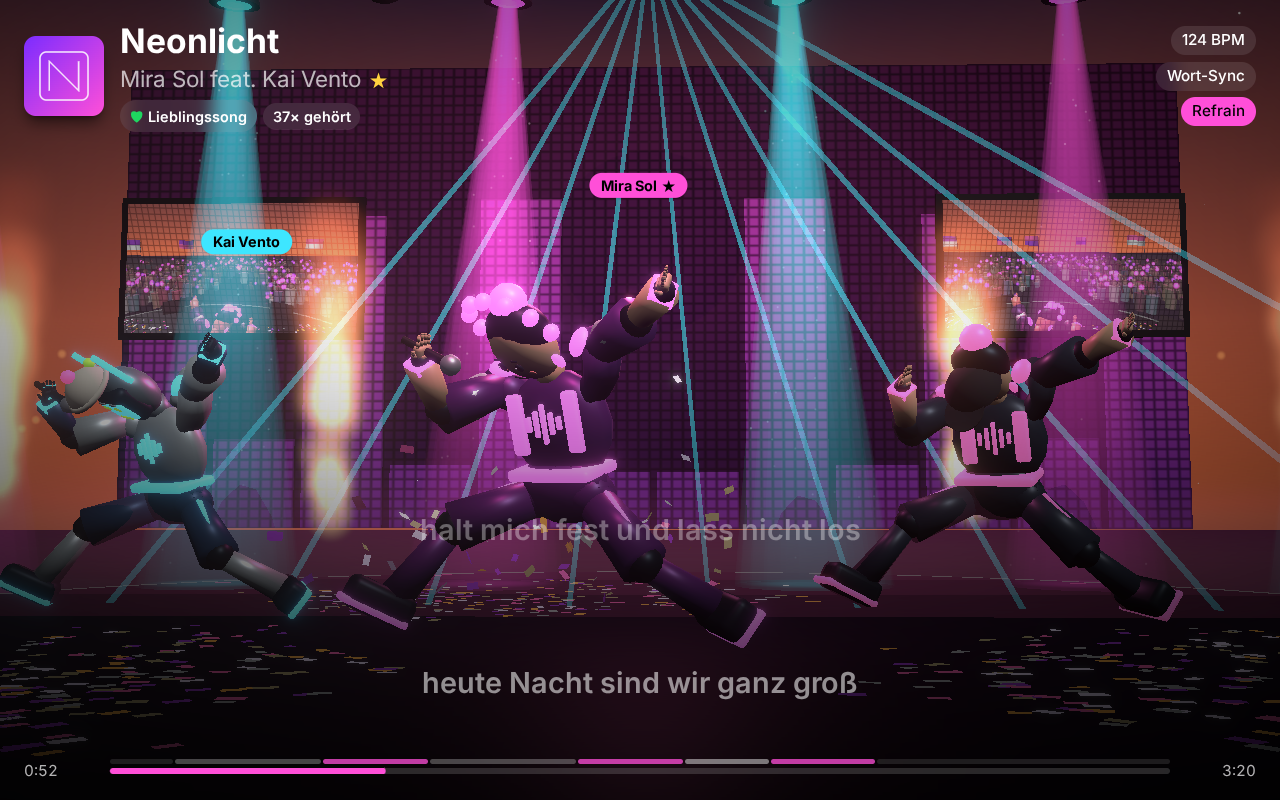 Neonlicht
Mira Sol feat. Kai Vento ★
Lieblingssong
37× gehört
124 BPM
Wort-Sync
Refrain
N
Mira Sol ★
Kai Vento
halt mich fest und lass nicht los
heute Nacht sind wir ganz groß
0:52
3:20